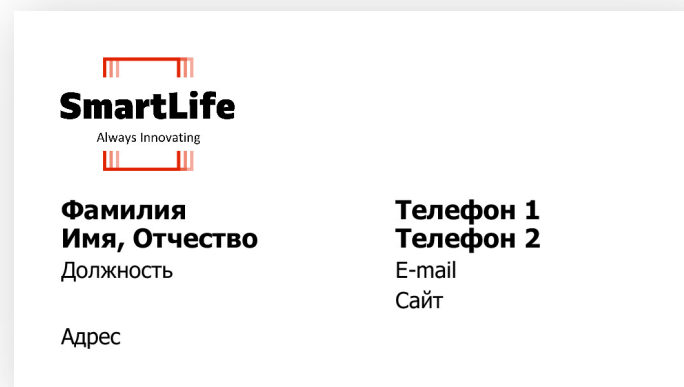 SmartLife
Always Innovating
Фамилия
Имя, Отчество
Должность
Адрес
Телефон 1
Телефон 2
E-mail
Сайт